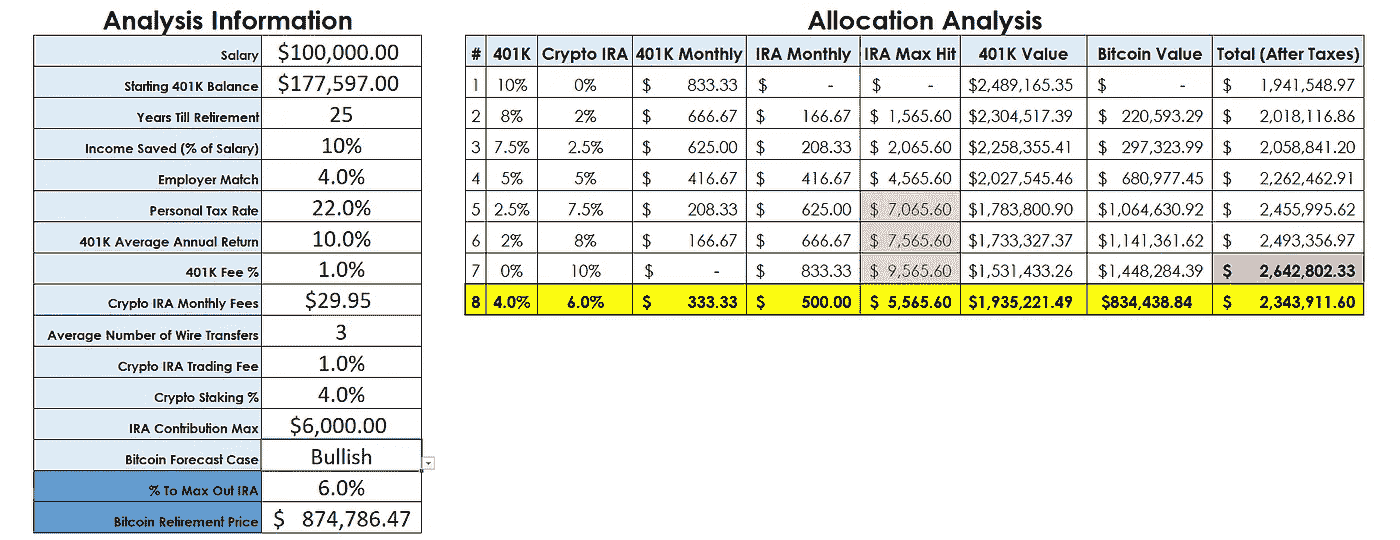 Analysis Information
Salary $100,000.00
Starting 401K Balance $177,597.00
Years Till Retirement 25
Income Saved (% of Salary) 10%
Employer Match 4.0%
Personal Tax Rate 22.0%
401K Average Annual Return 10.0%
401K Fee % 1.0%
Crypto IRA Monthly Fees $29.95
Average Number of Wire Transfers 3
Crypto IRA Trading Fee 1.0%
Crypto Staking % 4.0%
IRA Contribution Max $6,000.00
Bitcoin Forecast Case Bullish
% To Max Out IRA 6.0%
Bitcoin Retirement Price $ 874,786.47
Allocation Analysis
# 401K Crypto IRA 401K Monthly IRA Monthly IRA Max Hit 401K Value Bitcoin Value Total (After Taxes)
1 10% 0% $ 833.33 $ - $ - $2,489,165.35 $ - $ 1,941,548.97
2 8% 2% $ 666.67 $ 166.67 $ 1,565.60 $2,304,517.39 $ 220,593.29 $ 2,018,116.86
3 7.5% 2.5% $ 625.00 $ 208.33 $ 2,065.60 $2,258,355.41 $ 297,323.99 $ 2,058,841.20
4 5% 5% $ 416.67 $ 416.67 $ 4,565.60 $2,027,545.46 $ 680,977.45 $ 2,262,462.91
5 2.5% 7.5% $ 208.33 $ 625.00 $ 7,065.60 $1,783,800.90 $1,064,630.92 $ 2,455,995.62
6 2% 8% $ 166.67 $ 666.67 $ 7,565.60 $1,733,327.37 $1,141,361.62 $ 2,493,356.97
7 0% 10% $ - $ 833.33 $ 9,565.60 $1,531,433.26 $1,448,284.39 $ 2,642,802.33
8 4.0% 6.0% $ 333.33 $ 500.00 $ 5,565.60 $1,935,221.49 $834,438.84 $ 2,343,911.60